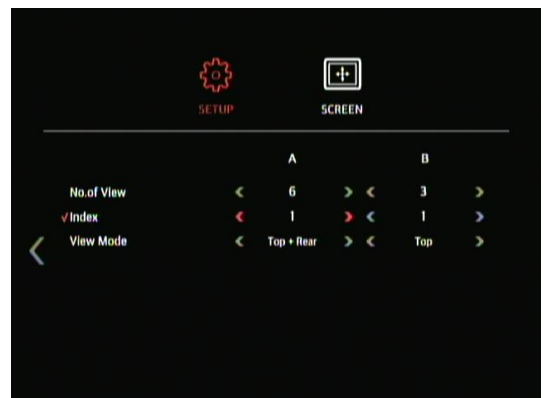 SETUP SCREEN
A B
No.of View 6 3
Index 1 1
View Mode Top + Rear Top